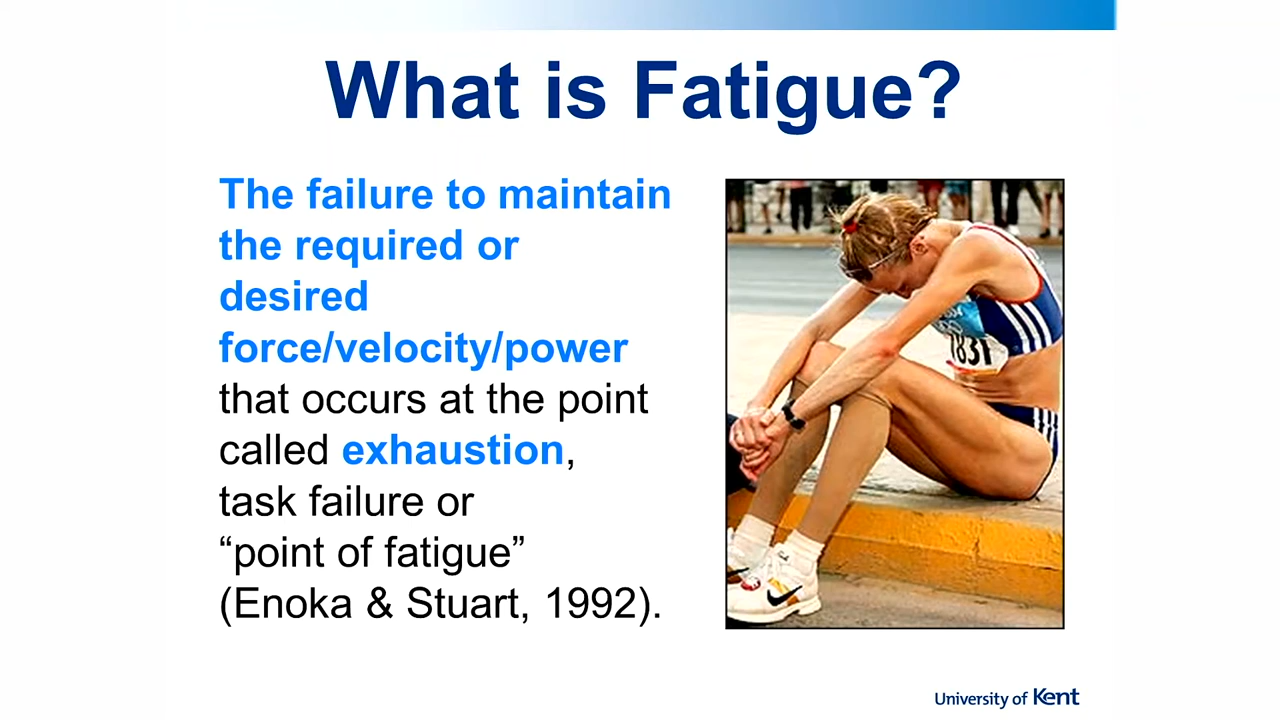 What is Fatigue?
The failure to maintain
the required or
desired
force/velocity/power
that occurs at the point
called exhaustion,
task failure or
“point of fatigue”
(Enoka & Stuart, 1992).
1831
University of Kent